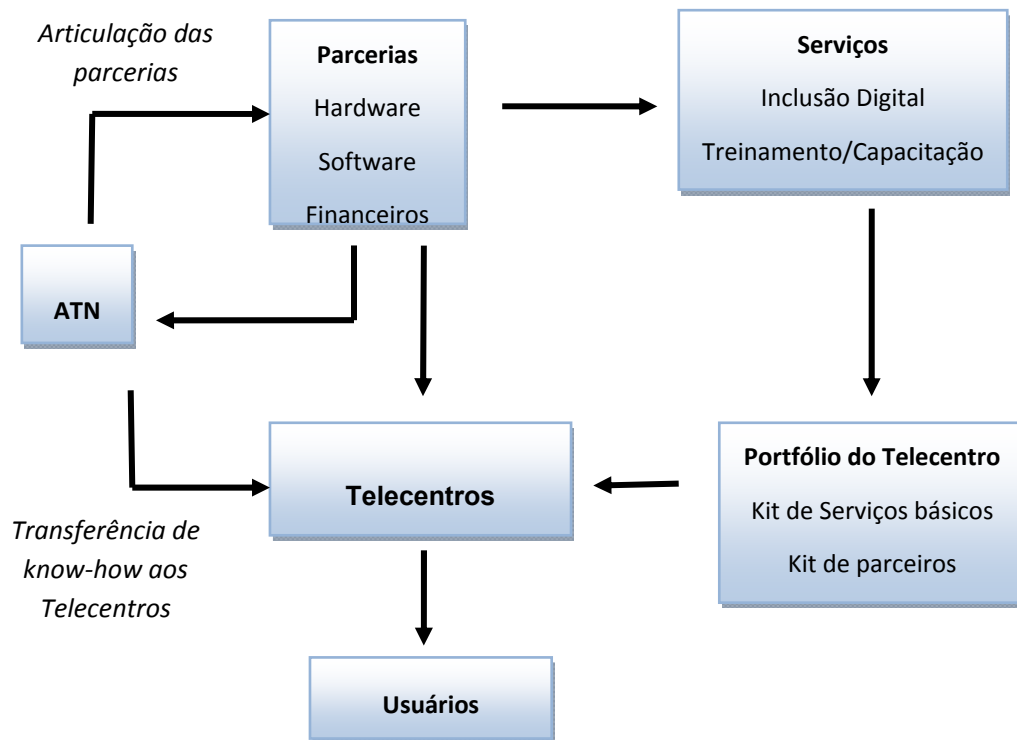 Articulação das
parcerias
Parcerias
Hardware
Software
Financeiros
Serviços
Inclusão Digital
Treinamento/Capacitação
ATN
Telecentros
Portfólio do Telecentro
Kit de Serviços básicos
Kit de parceiros
Transferência de
know-how aos
Telecentros
Usuários